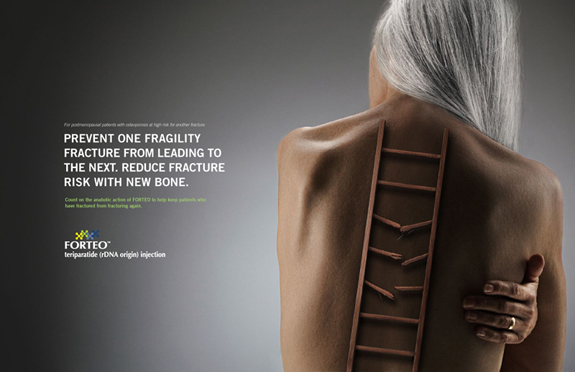 For postmenopausal patients with osteoporosis at high risk for another fracture
PREVENT ONE FRAGILITY
FRACTURE FROM LEADING TO
THE NEXT. REDUCE FRACTURE
RISK WITH NEW BONE.
Count on the anabolic action of FORTEO to help keep patients who
have fractured from fracturing again.
FORTEO™
teriparatide (rDNA origin) injection